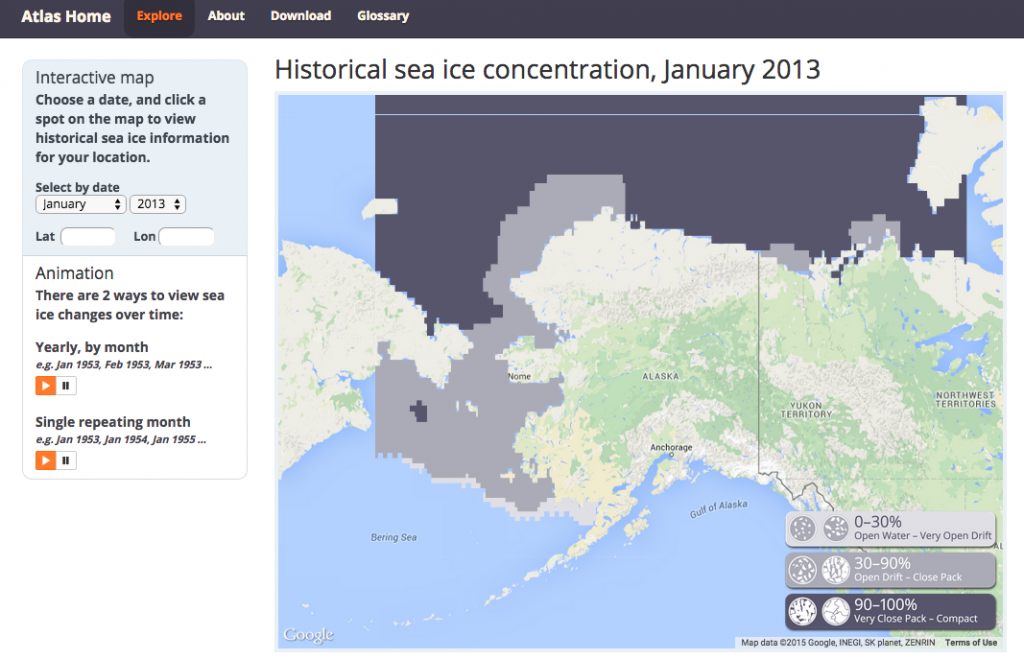 Atlas Home Explore About Download Glossary
Interactive map
Choose a date, and click a
spot on the map to view
historical sea ice information
for your location.
Select by date
January 2013
Lat Lon
Animation
There are 2 ways to view sea
ice changes over time:
Yearly, by month
e.g. Jan 1953, Feb 1953, Mar 1953 ...
Single repeating month
e.g. Jan 1953, Jan 1954, Jan 1955 ...
Historical sea ice concentration, January 2013
Nome
ALASKA
YUKON
TERRITORY
NORTHWEST
TERRITORIES
Anchorage
Gulf of Alaska
Bering Sea
0–30%
Open Water – Very Open Drift
30–90%
Open Drift – Close Pack
90–100%
Very Close Pack – Compact
Google
Map data ©2015 Google, INEGI, SK planet, ZENRIN Terms of Use